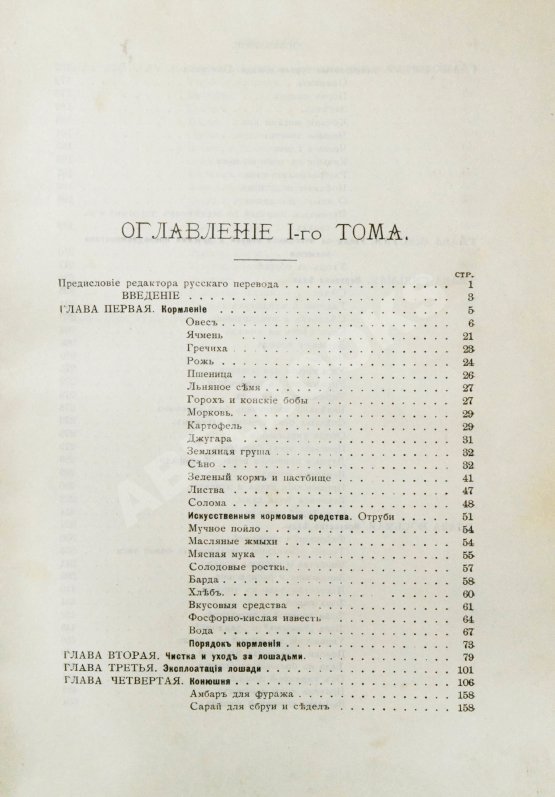 ОГЛАВЛЕНІЕ I-го ТОМА.
СТР.
Предисловіе редактора русскаго перевода . . . . . . . . . . . . . . 1
ВВЕДЕНІЕ . . . . . . . . . . . . . . . . . . . . . 3
ГЛАВА ПЕРВАЯ. Кормленіе . . . . . . . . . . . . . . . . . . . 5
Овесъ . . . . . . . . . . . . . . . . . . 6
Ячмень . . . . . . . . . . . . . . . . . . 21
Гречиха . . . . . . . . . . . . . . . . . . 23
Рожь . . . . . . . . . . . . . . . . . . 24
Пшеница . . . . . . . . . . . . . . . . . . 26
Льняное сѣмя . . . . . . . . . . . . . . . 27
Горохъ и конскіе бобы . . . . . . . . . . . . 27
Морковь. . . . . . . . . . . . . . . . . . 29
Картофель . . . . . . . . . . . . . . . . . 29
Джугара . . . . . . . . . . . . . . . . . 31
Земляная груша . . . . . . . . . . . . . . 32
Сѣно . . . . . . . . . . . . . . . . . . 32
Зеленый кормъ и пастбище . . . . . . . . . . 41
Листва . . . . . . . . . . . . . . . . . . 47
Солома . . . . . . . . . . . . . . . . . . 48
Искусственныя кормовыя средства. Отруби . . . . . 51
Мучное пойло . . . . . . . . . . . . . . . 54
Масляные жмыхи . . . . . . . . . . . . . . 54
Мясная мука . . . . . . . . . . . . . . . 55
Солодовые ростки. . . . . . . . . . . . . . 57
Барда . . . . . . . . . . . . . . . . . . 58
Хлѣбъ. . . . . . . . . . . . . . . . . . 60
Вкусовыя средства . . . . . . . . . . . . . 61
Фосфорно-кислая известь . . . . . . . . . . . 64
Вода . . . . . . . . . . . . . . . . . . 67
Порядокъ кормленія . . . . . . . . . . . . . 73
ГЛАВА ВТОРАЯ. Чистка и уходъ за лошадьми. . . . . . . . . . . . 79
ГЛАВА ТРЕТЬЯ. Эксплоатація лошади . . . . . . . . . . . . . . 101
ГЛАВА ЧЕТВЕРТАЯ. Конюшня . . . . . . . . . . . . . . . . . 106
Амбаръ для фуража . . . . . . . . . . . . . 158
Сарай для сбруи и сѣделъ . . . . . . . . . . 158